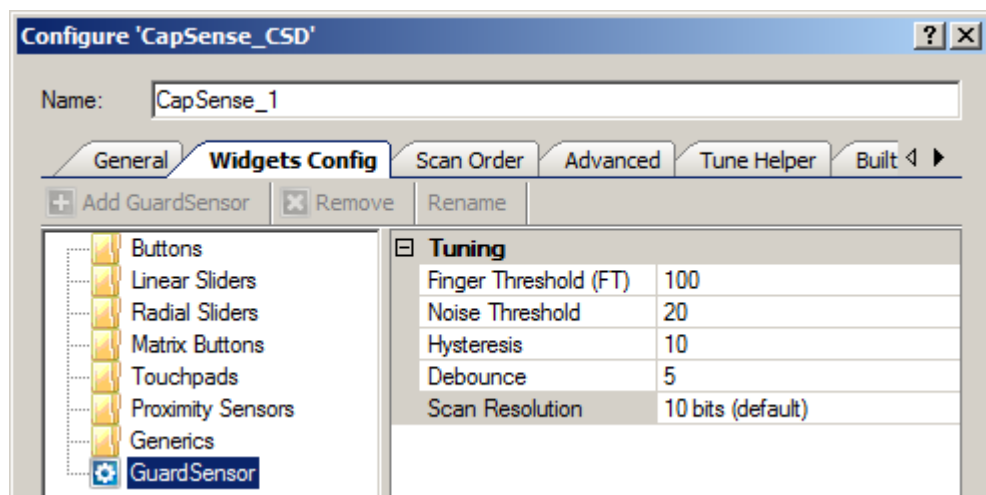 Configure 'CapSense_CSD'
Name: CapSense_1
General Widgets Config Scan Order Advanced Tune Helper Built
Add GuardSensor Remove Rename
Buttons
Linear Sliders
Radial Sliders
Matrix Buttons
Touchpads
Proximity Sensors
Generics
GuardSensor
Tuning
Finger Threshold (FT) 100
Noise Threshold 20
Hysteresis 10
Debounce 5
Scan Resolution 10 bits (default)